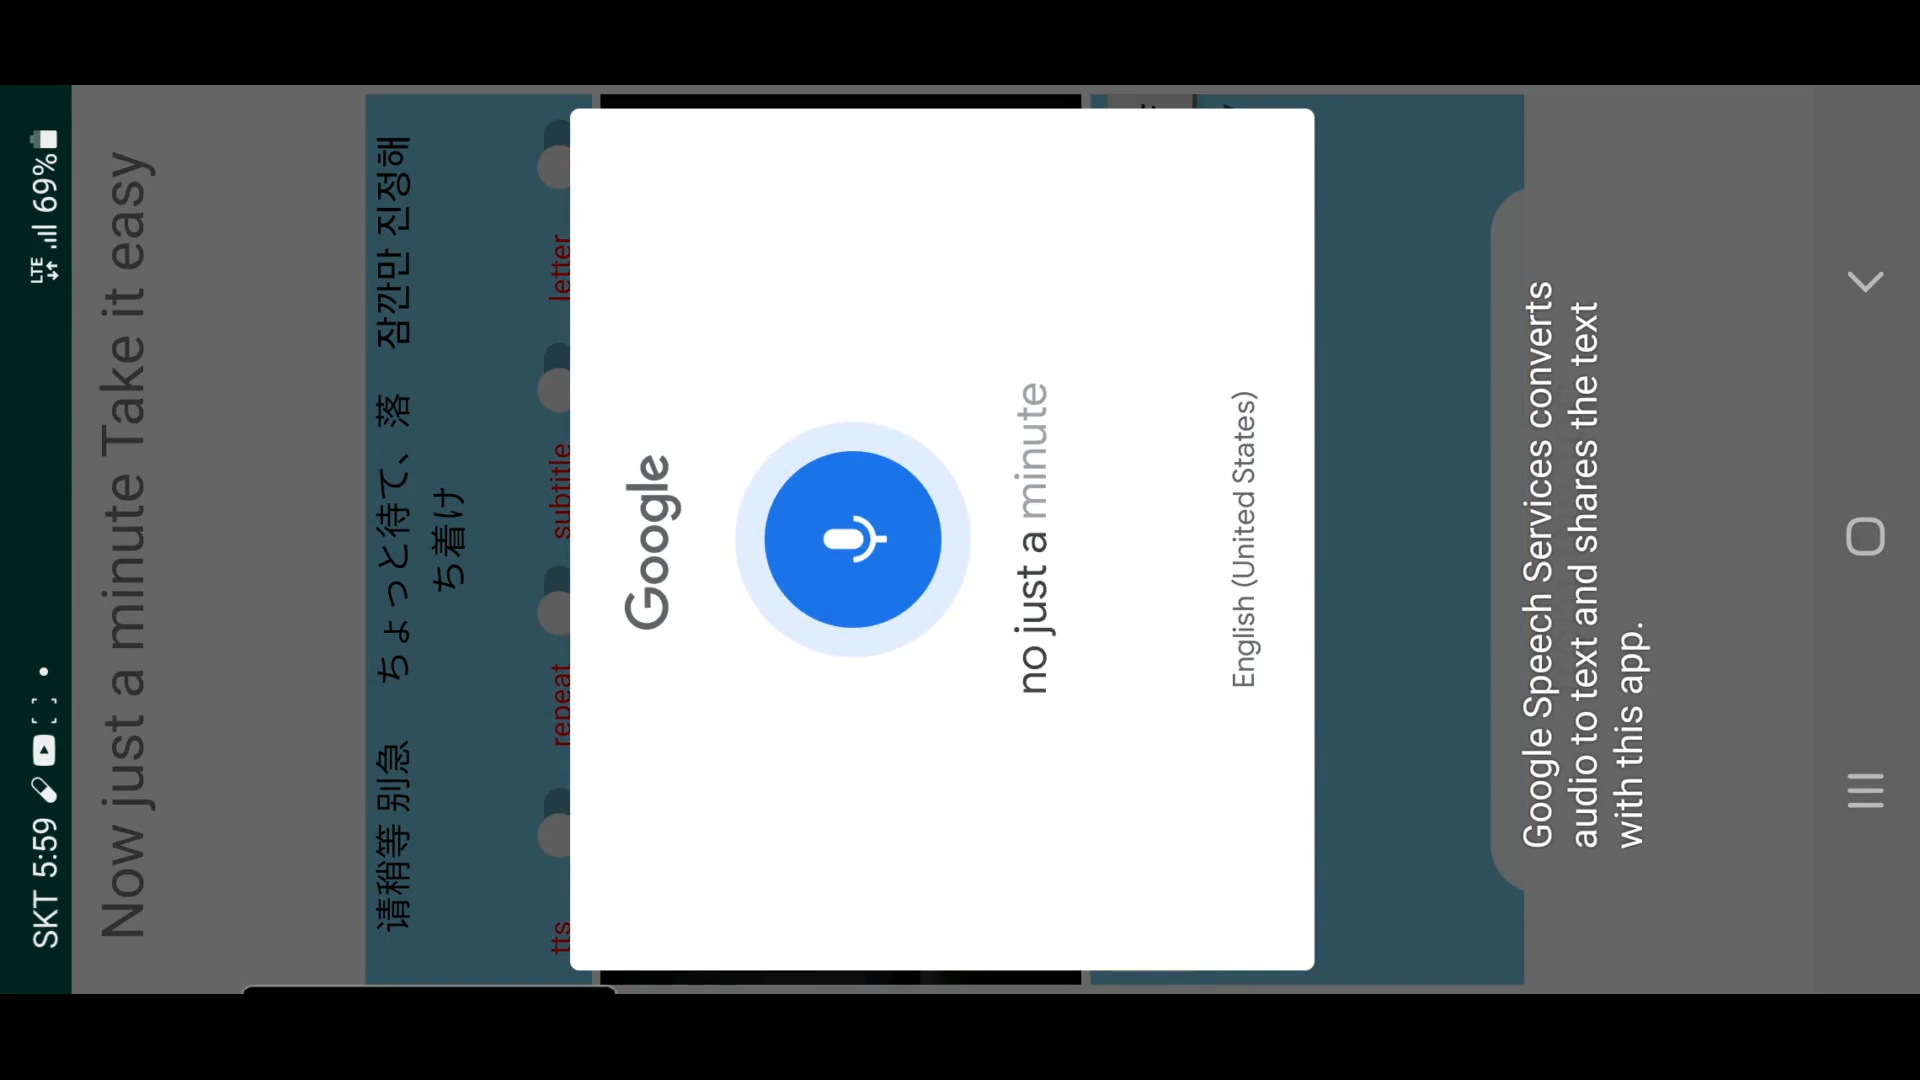 SKT 5:59
LTE
69%
Now just a minute Take it easy
请稍等 别急 ちょっと待て、落ち着け 잠깐만 진정해
tts repeat subtitle letter
Google
no just a minute
English (United States)
Google Speech Services converts
audio to text and shares the text
with this app.